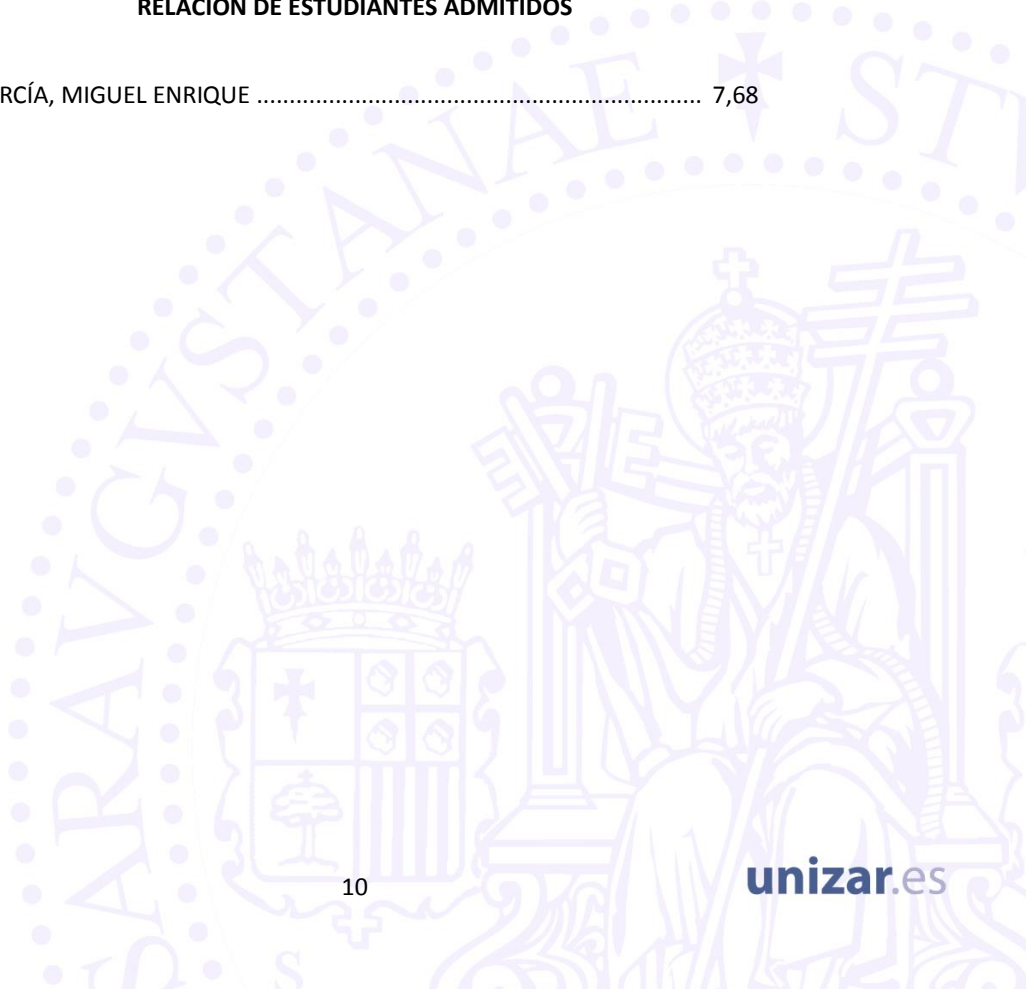 RELACIÓN DE ESTUDIANTES ADMITIDOS
RCÍA, MIGUEL ENRIQUE .................................................................... 7,68
10
unizar.es